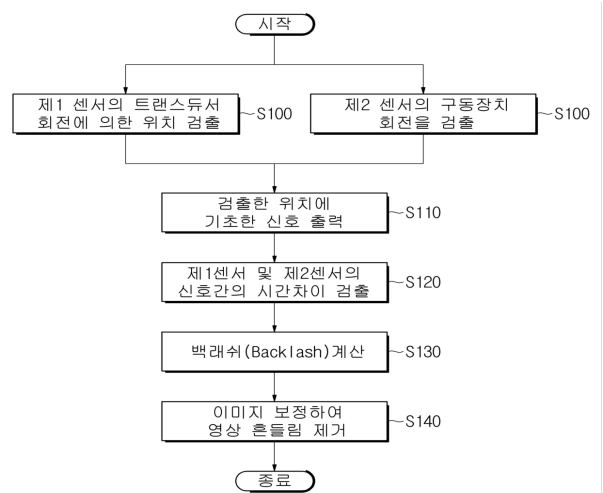 시작
제1 센서의 트랜스듀서
회전에 의한 위치 검출
S100
제2 센서의 구동장치
회전을 검출
S100
검출한 위치에
기초한 신호 출력
S110
제1센서 및 제2센서의
신호간의 시간차이 검출
S120
백래쉬(Backlash)계산
S130
이미지 보정하여
영상 흔들림 제거
S140
종료